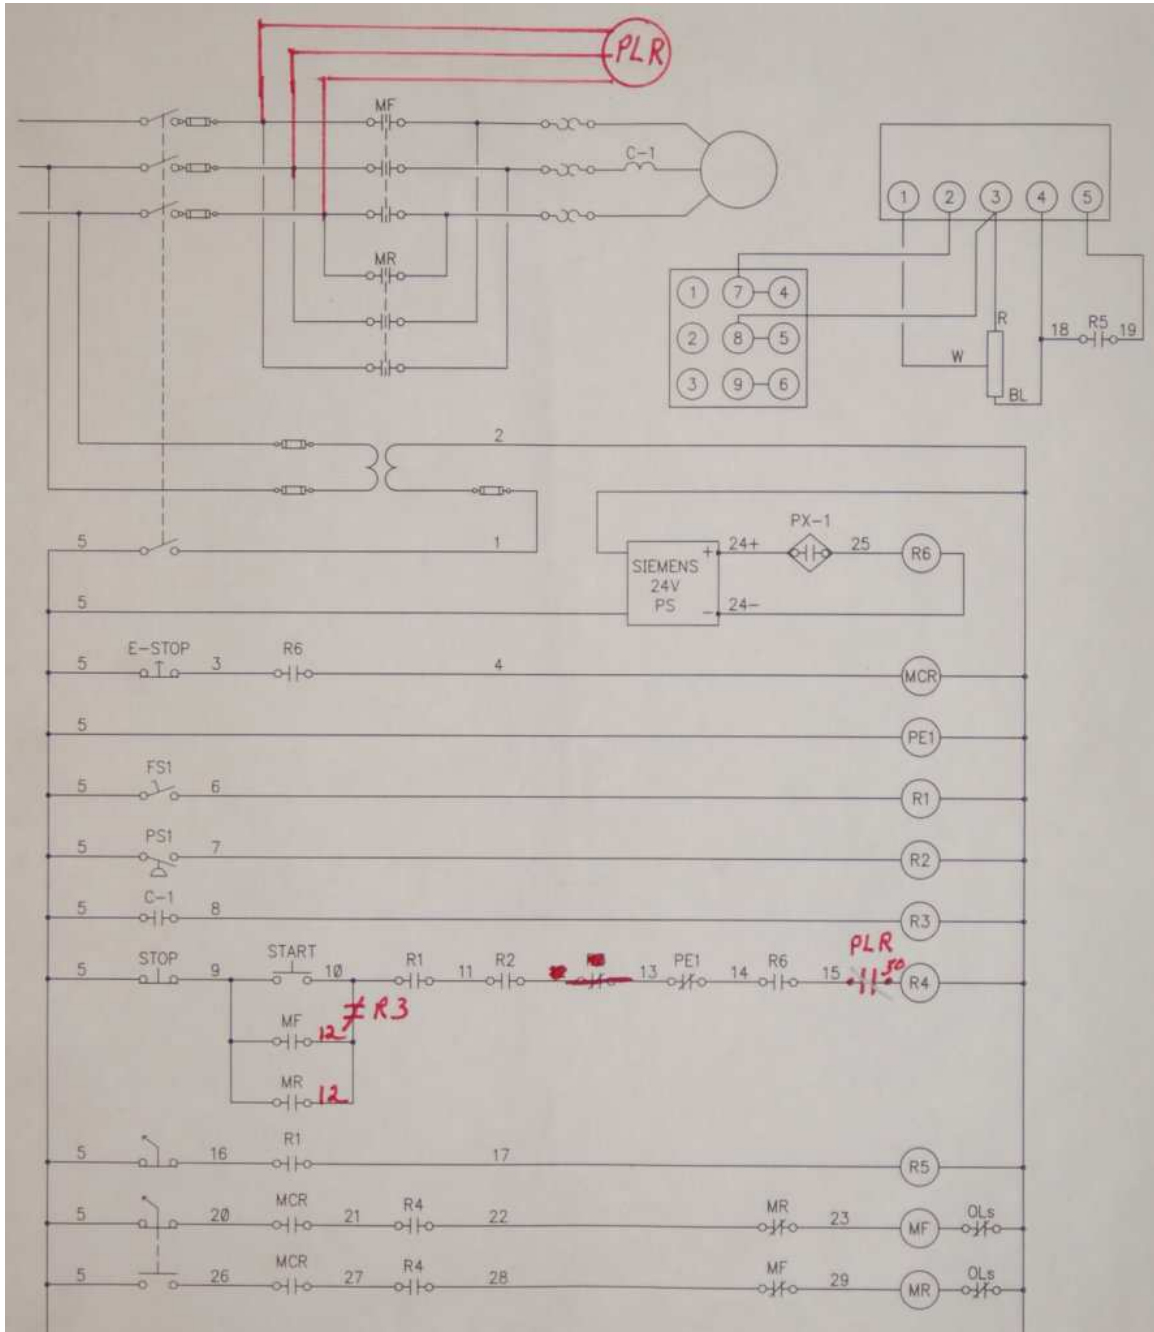 PLR
MF
C-1
1 2 3 4 5
MR
1 7 4
2 8 5
3 9 6
R
W
BL
18 R5 19
2
5 1
PX-1
24+ 25 R6
SIEMENS
24V
PS
+
-
5 24-
E-STOP R6
5 3 4 MCR
5 PE1
FS1
5 6 R1
PS1
5 7 R2
C-1
5 8 R3
PLR
STOP START R1 R2 PE1 R6
5 9 10 11 13 14 15 50 R4
R3
MF 12
MR 12
R1
5 16 17 R5
MCR R4 MR OLs
5 20 21 22 23 MF
MCR R4 MF OLs
5 26 27 28 29 MR